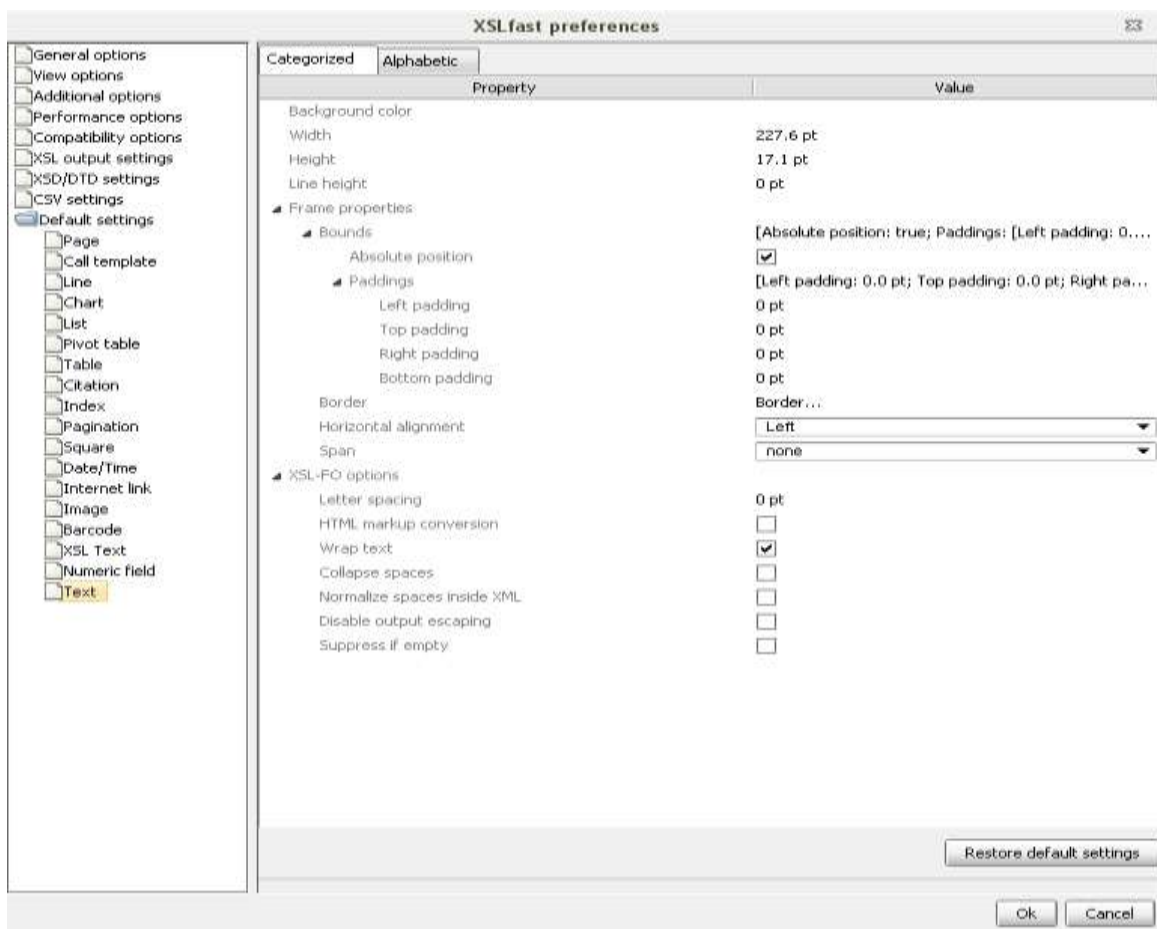 XSLfast preferences
General options
View options
Additional options
Performance options
Compatibility options
XSL output settings
XSD/DTD settings
CSV settings
Default settings
Page
Call template
Line
Chart
List
Pivot table
Table
Citation
Index
Pagination
Square
Date/Time
Internet link
Image
Barcode
XSL Text
Numeric field
Text
Categorized Alphabetic
Property Value
Background color
Width 227.6 pt
Height 17.1 pt
Line height 0 pt
Frame properties
Bounds [Absolute position: true; Paddings: [Left padding: 0....
Absolute position
Paddings [Left padding: 0.0 pt; Top padding: 0.0 pt; Right pa...
Left padding 0 pt
Top padding 0 pt
Right padding 0 pt
Bottom padding 0 pt
Border Border...
Horizontal alignment Left
Span none
XSL-FO options
Letter spacing 0 pt
HTML markup conversion
Wrap text
Collapse spaces
Normalize spaces inside XML
Disable output escaping
Suppress if empty
Restore default settings
Ok Cancel